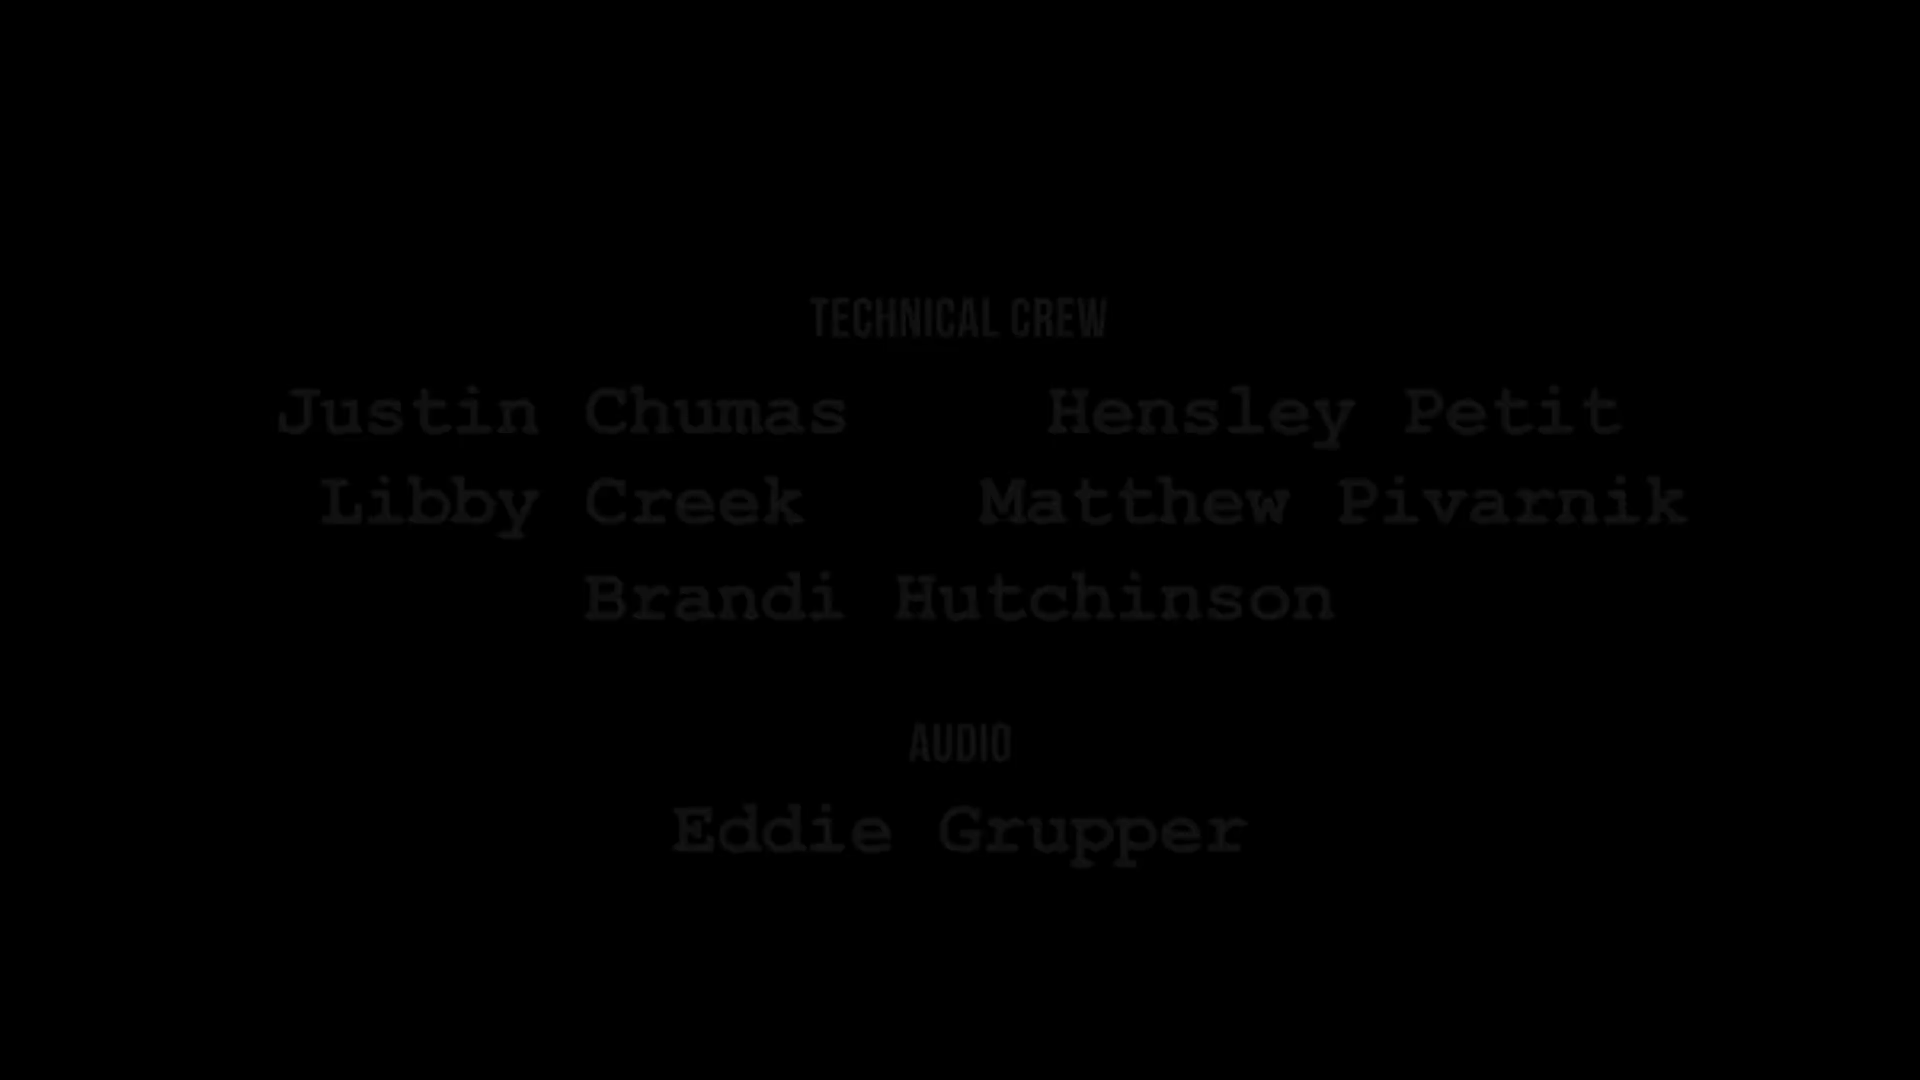 TECHNICAL CREW
Justin Chumas Hensley Petit
Libby Creek Matthew Pivarnik
Brandi Hutchinson
AUDIO
Eddie Grupper